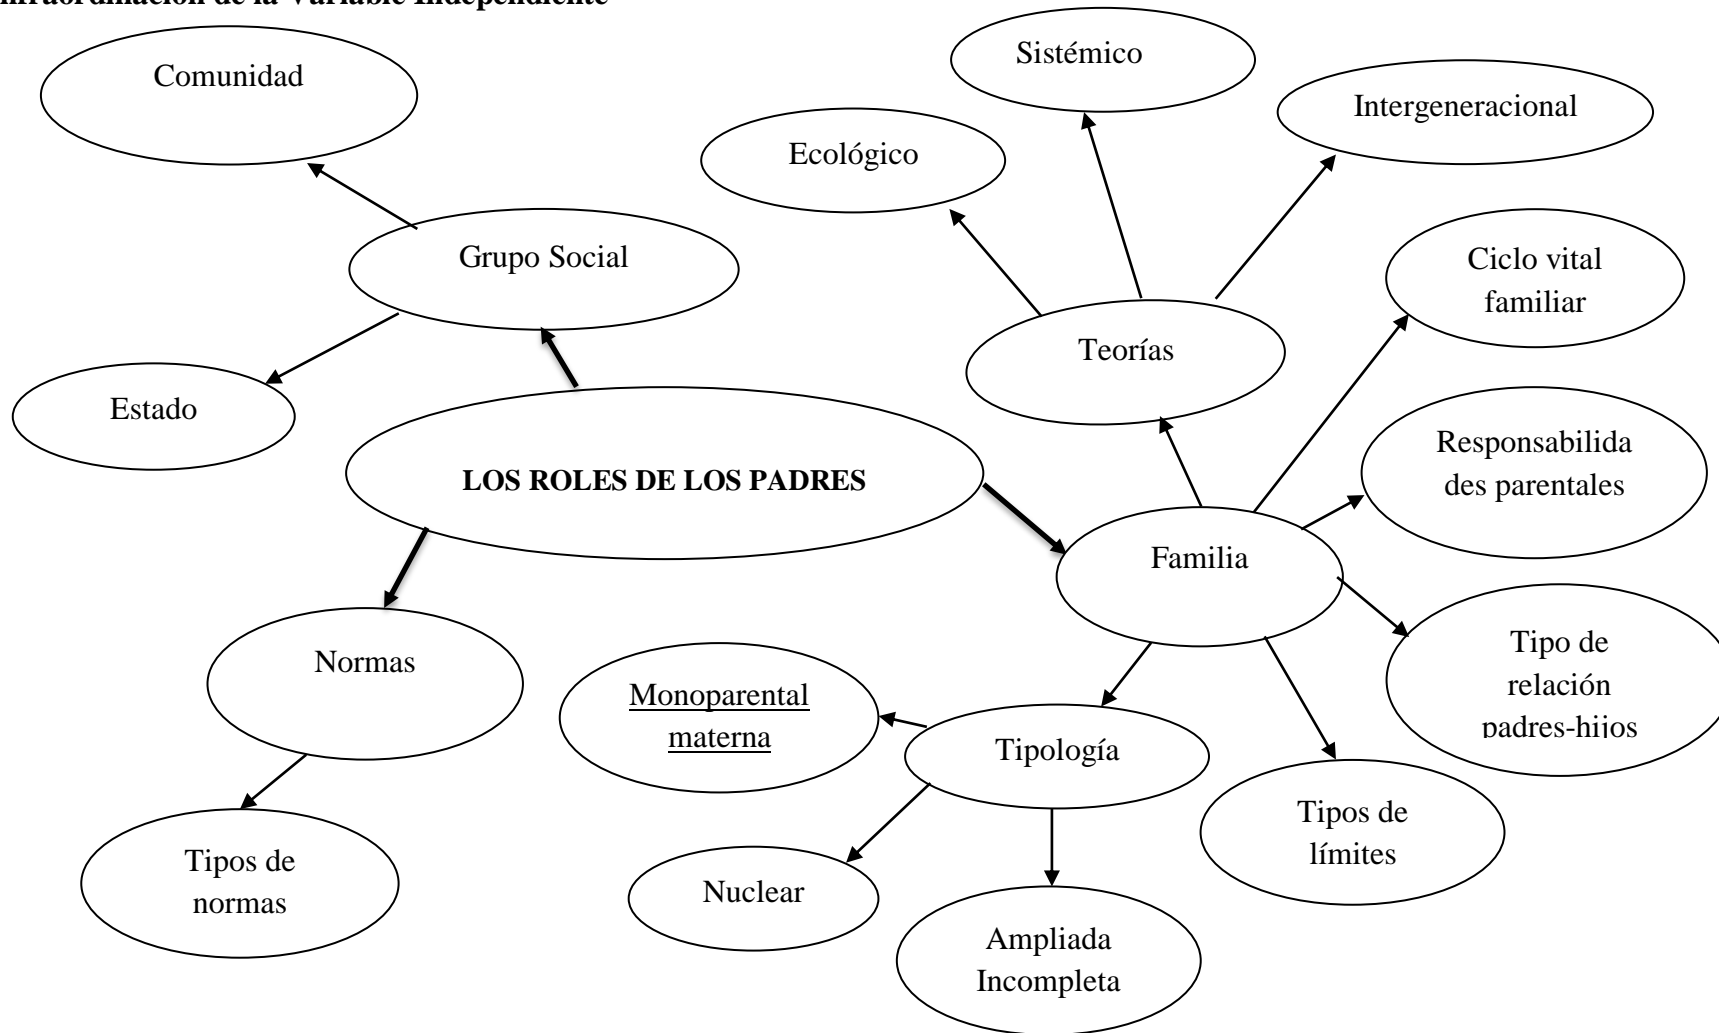 Infraordinación de la Variable Independiente
Comunidad
Sistémico
Intergeneracional
Ecológico
Grupo Social
Ciclo vital
familiar
Teorías
Estado
Responsabilida
des parentales
LOS ROLES DE LOS PADRES
Familia
Normas
Tipo de
relación
padres-hijos
Monoparental
materna
Tipología
Tipos de
límites
Tipos de
normas
Nuclear
Ampliada
Incompleta